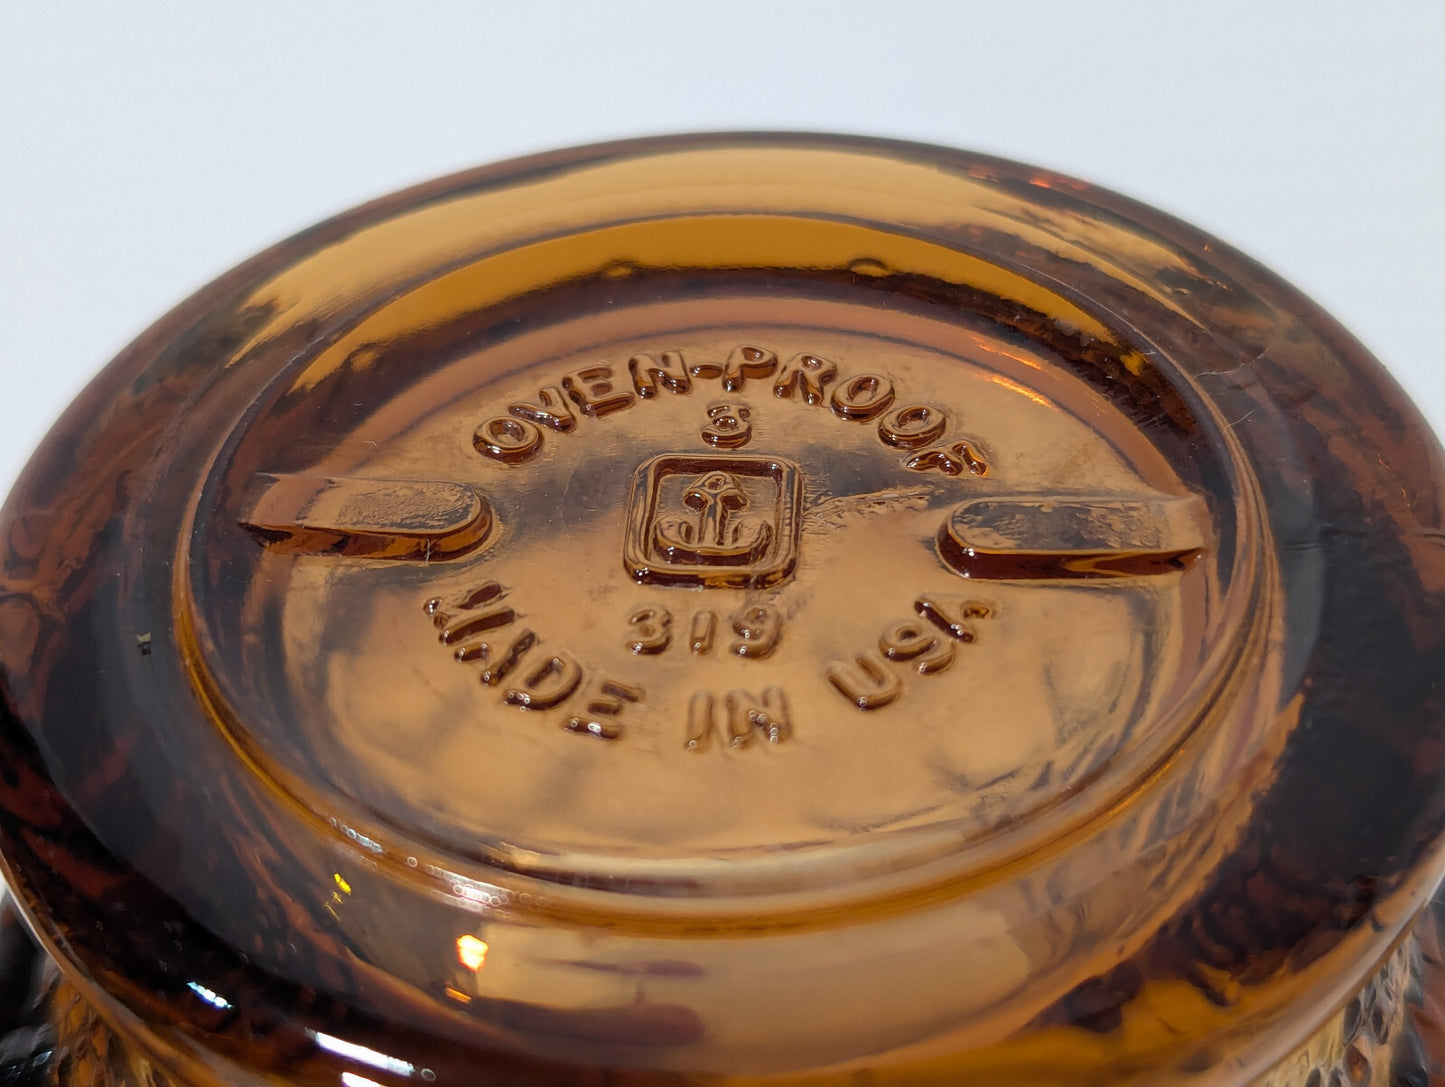 OVEN-PROOF
3
319
MADE IN USA